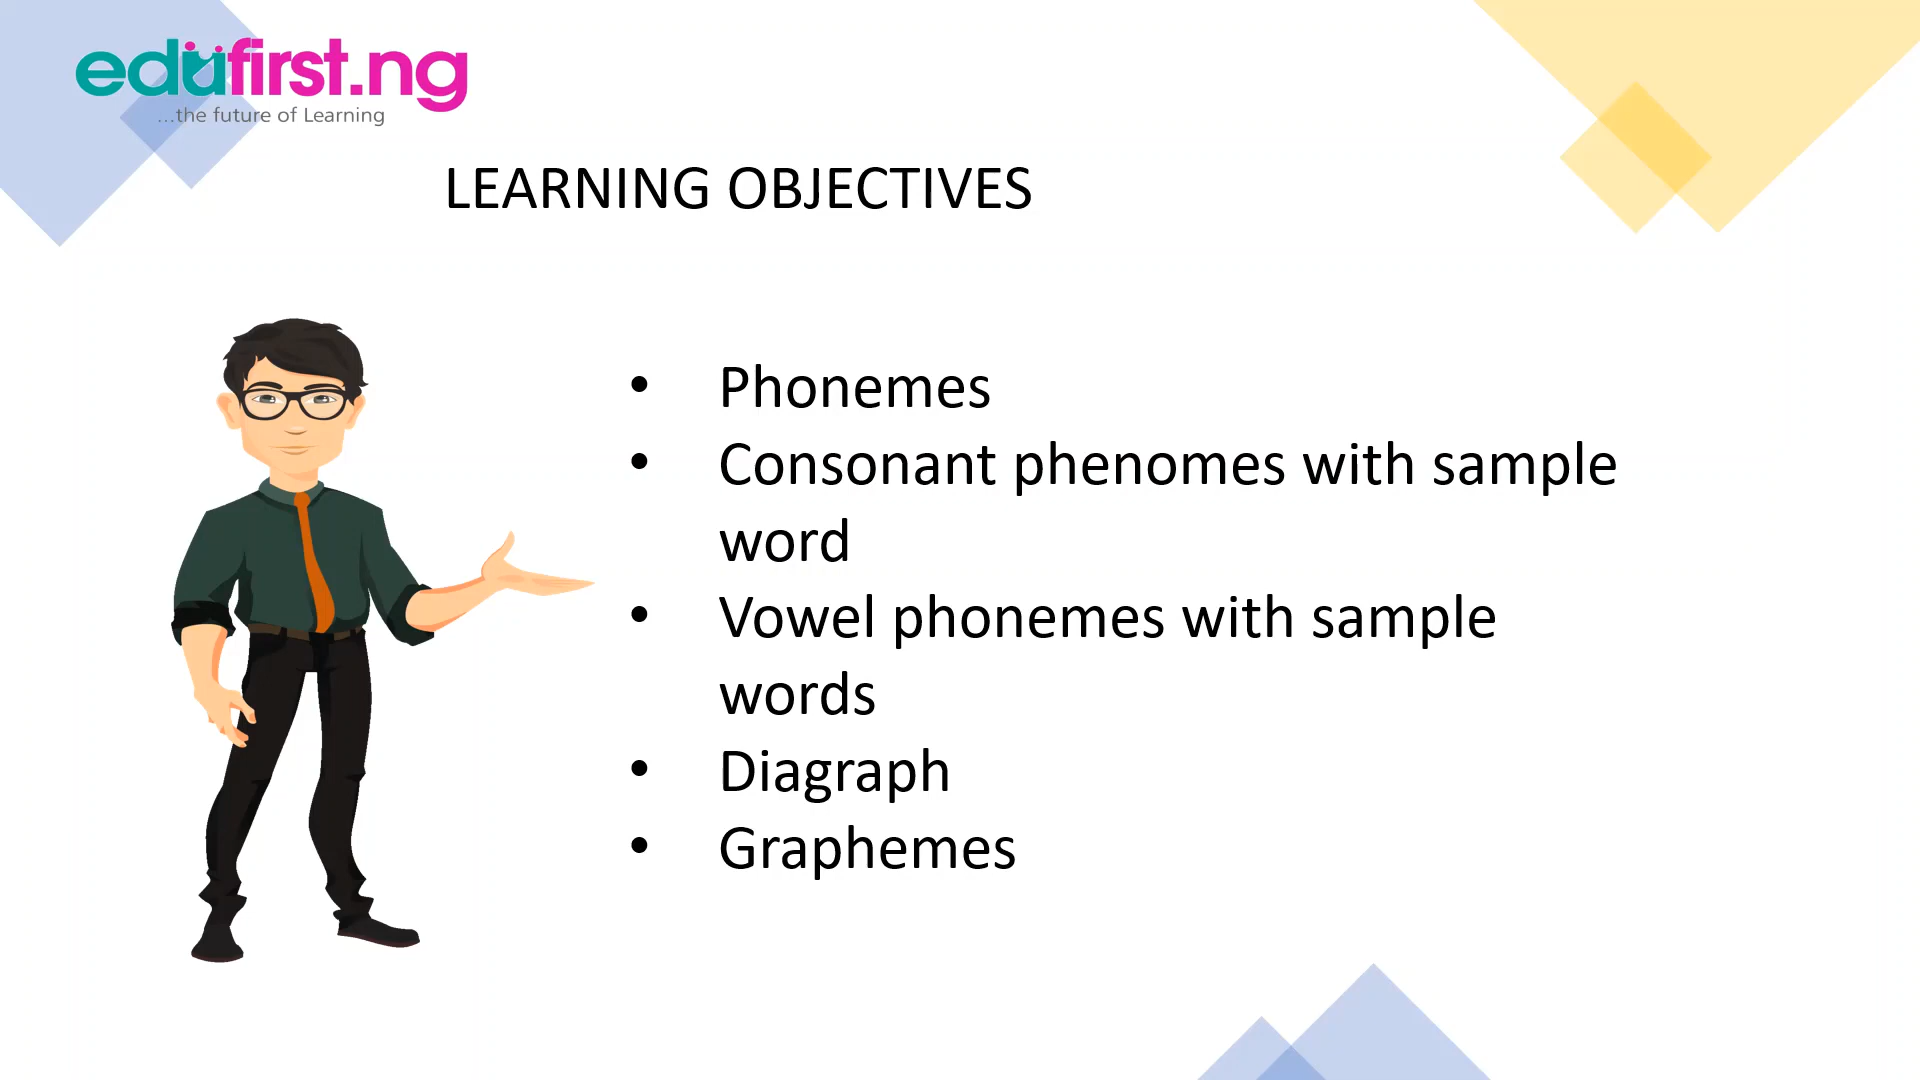 edufirst.ng
...the future of Learning
LEARNING OBJECTIVES
• Phonemes
• Consonant phenomes with sample
word
• Vowel phonemes with sample
words
• Diagraph
• Graphemes